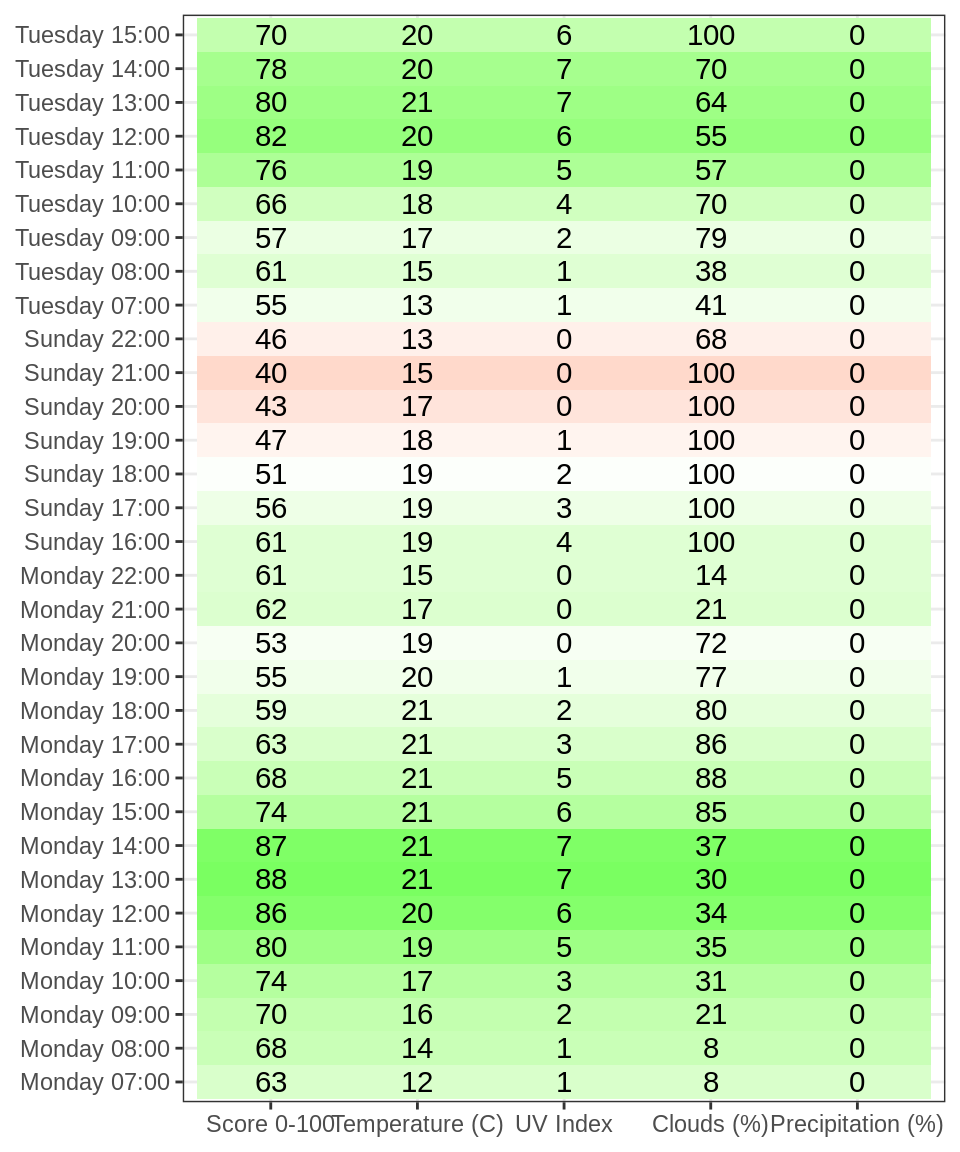 Tuesday 15:00 70 20 6 100 0
Tuesday 14:00 78 20 7 70 0
Tuesday 13:00 80 21 7 64 0
Tuesday 12:00 82 20 6 55 0
Tuesday 11:00 76 19 5 57 0
Tuesday 10:00 66 18 4 70 0
Tuesday 09:00 57 17 2 79 0
Tuesday 08:00 61 15 1 38 0
Tuesday 07:00 55 13 1 41 0
Sunday 22:00 46 13 0 68 0
Sunday 21:00 40 15 0 100 0
Sunday 20:00 43 17 0 100 0
Sunday 19:00 47 18 1 100 0
Sunday 18:00 51 19 2 100 0
Sunday 17:00 56 19 3 100 0
Sunday 16:00 61 19 4 100 0
Monday 22:00 61 15 0 14 0
Monday 21:00 62 17 0 21 0
Monday 20:00 53 19 0 72 0
Monday 19:00 55 20 1 77 0
Monday 18:00 59 21 2 80 0
Monday 17:00 63 21 3 86 0
Monday 16:00 68 21 5 88 0
Monday 15:00 74 21 6 85 0
Monday 14:00 87 21 7 37 0
Monday 13:00 88 21 7 30 0
Monday 12:00 86 20 6 34 0
Monday 11:00 80 19 5 35 0
Monday 10:00 74 17 3 31 0
Monday 09:00 70 16 2 21 0
Monday 08:00 68 14 1 8 0
Monday 07:00 63 12 1 8 0
Score 0-100 Temperature (C) UV Index Clouds (%) Precipitation (%)